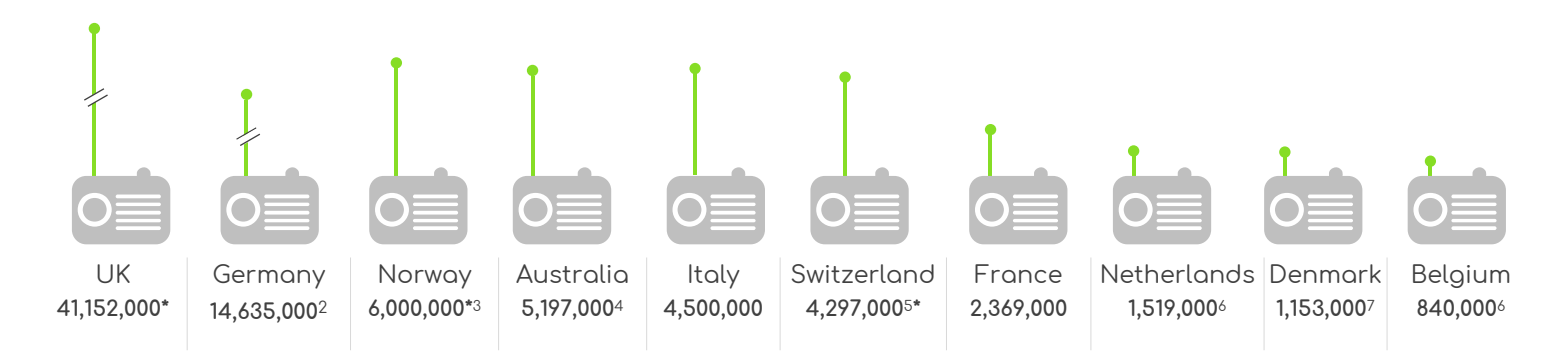 UK Germany Norway Australia Italy Switzerland France Netherlands Denmark Belgium
41,152,000* 14,635,000² 6,000,000*³ 5,197,000⁴ 4,500,000 4,297,000⁵* 2,369,000 1,519,000⁶ 1,153,000⁷ 840,000⁶